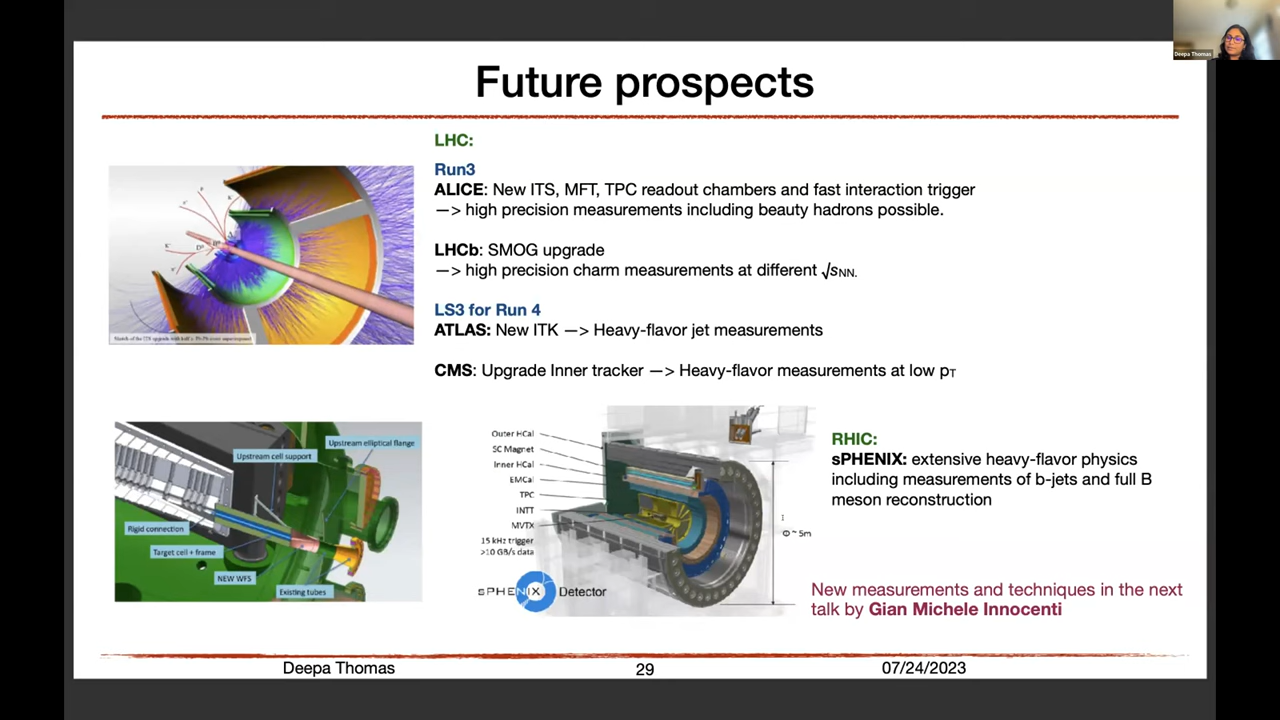 Deepa Thomas
Future prospects
LHC:
Run3
ALICE: New ITS, MFT, TPC readout chambers and fast interaction trigger
—> high precision measurements including beauty hadrons possible.
LHCb: SMOG upgrade
—> high precision charm measurements at different √sNN.
LS3 for Run 4
ATLAS: New ITK —> Heavy-flavor jet measurements
CMS: Upgrade Inner tracker —> Heavy-flavor measurements at low pT
Upstream elliptical flange
Upstream cell support
Rigid connection
Target cell + frame
NEW WFS
Existing tubes
Outer HCal
SC Magnet
Inner HCal
EMCal
TPC
INTT
MVTX
15 kHz trigger
>10 GB/s data
~ 5m
SPHENIX Detector
RHIC:
sPHENIX: extensive heavy-flavor physics
including measurements of b-jets and full B
meson reconstruction
New measurements and techniques in the next
talk by Gian Michele Innocenti
Deepa Thomas
29
07/24/2023